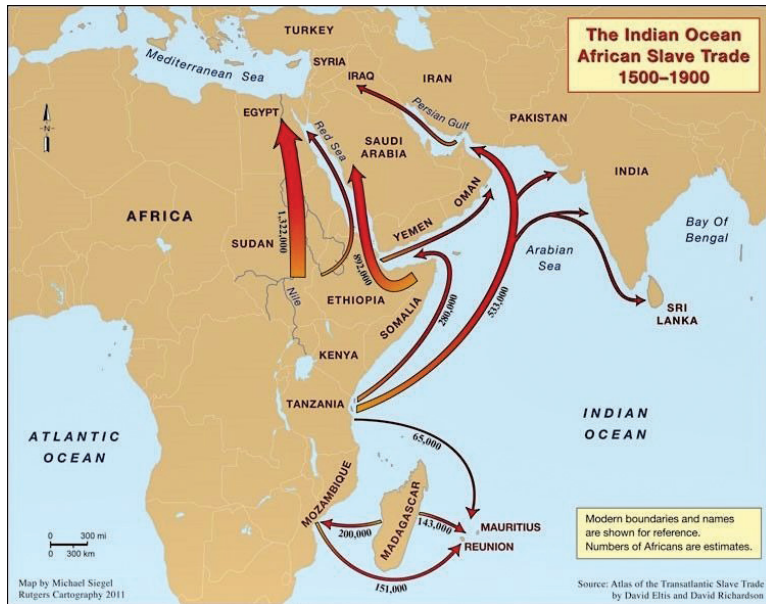 The Indian Ocean
African Slave Trade
1500–1900
TURKEY
Mediterranean Sea
SYRIA
IRAQ
IRAN
-N-
EGYPT
Persian Gulf
PAKISTAN
Red Sea
SAUDI
ARABIA
INDIA
OMAN
AFRICA
1,322,000
YEMEN
Bay Of
Bengal
SUDAN
892,000
Arabian
Sea
Nile
ETHIOPIA
SOMALIA
280,000
533,000
SRI
LANKA
KENYA
TANZANIA
INDIAN
OCEAN
ATLANTIC
OCEAN
65,000
MOZAMBIQUE
MADAGASCAR
200,000
143,000
MAURITIUS
REUNION
151,000
0 300 mi
0 300 km
Modern boundaries and names
are shown for reference.
Numbers of Africans are estimates.
Map by Michael Siegel
Rutgers Cartography 2011
Source: Atlas of the Transatlantic Slave Trade
by David Eltis and David Richardson